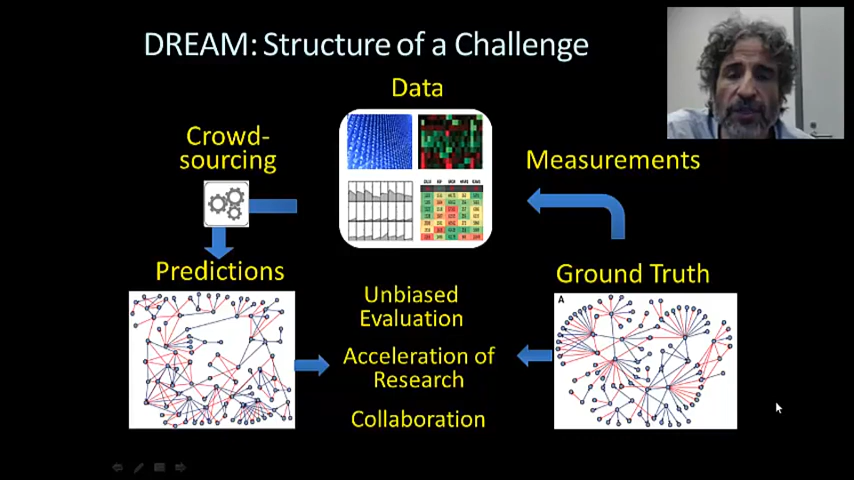 DREAM: Structure of a Challenge
Data
Crowd-
sourcing
Measurements
Predictions
Ground Truth
Unbiased
Evaluation
A
Acceleration of
Research
Collaboration